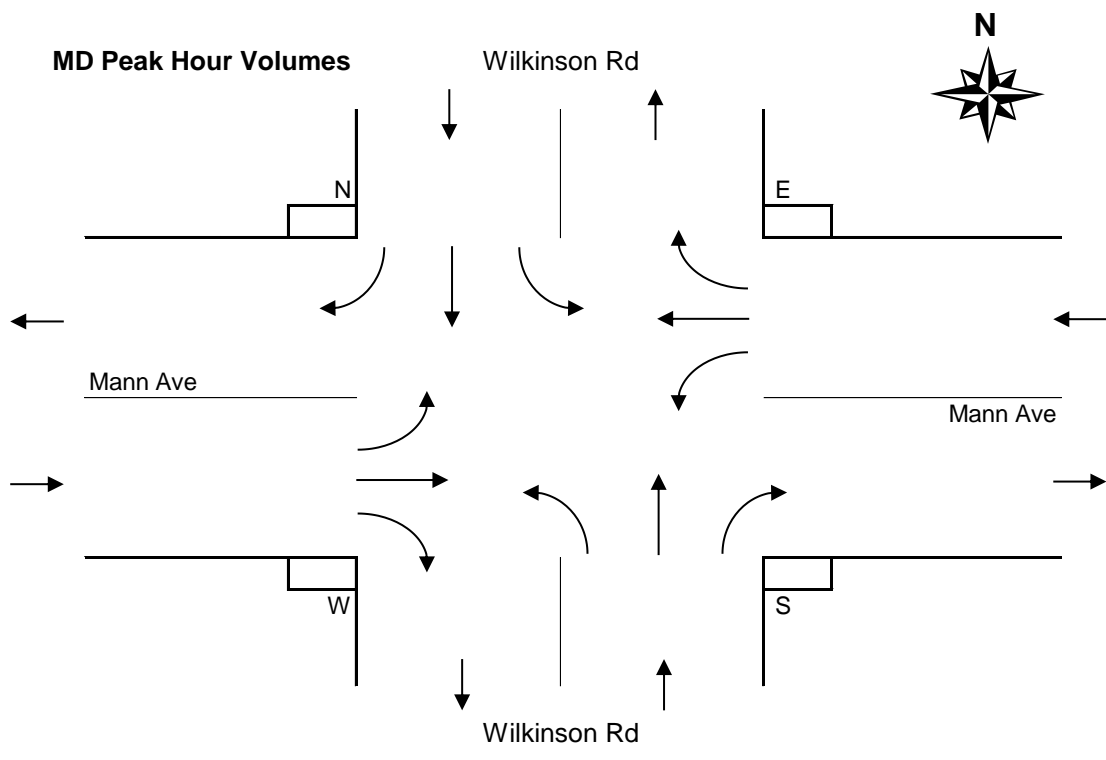 N
MD Peak Hour Volumes
Wilkinson Rd
N
E
Mann Ave
Mann Ave
W
S
Wilkinson Rd